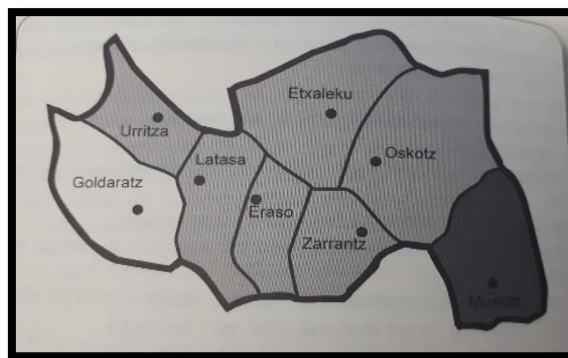 Etxaleku
Urritza
Oskotz
Latasa
Goldaratz
Eraso
Zarrantz
Muskitz